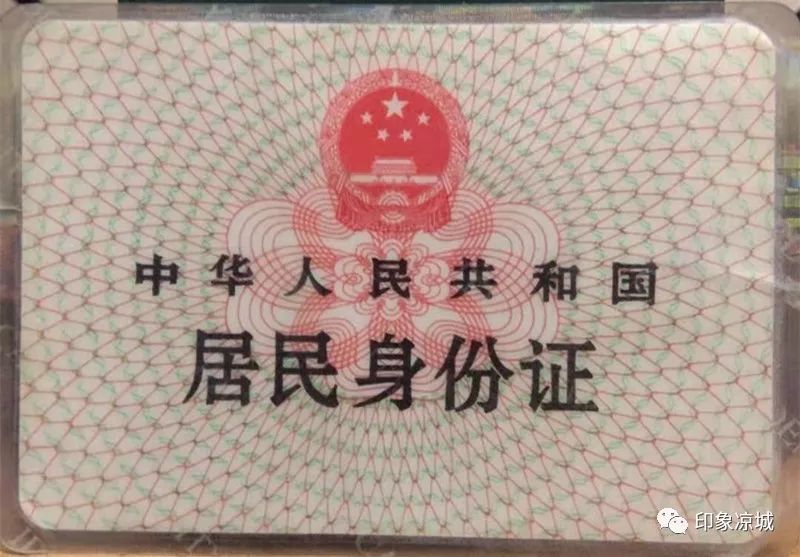 中华人民共和国
居民身份证
印象凉城